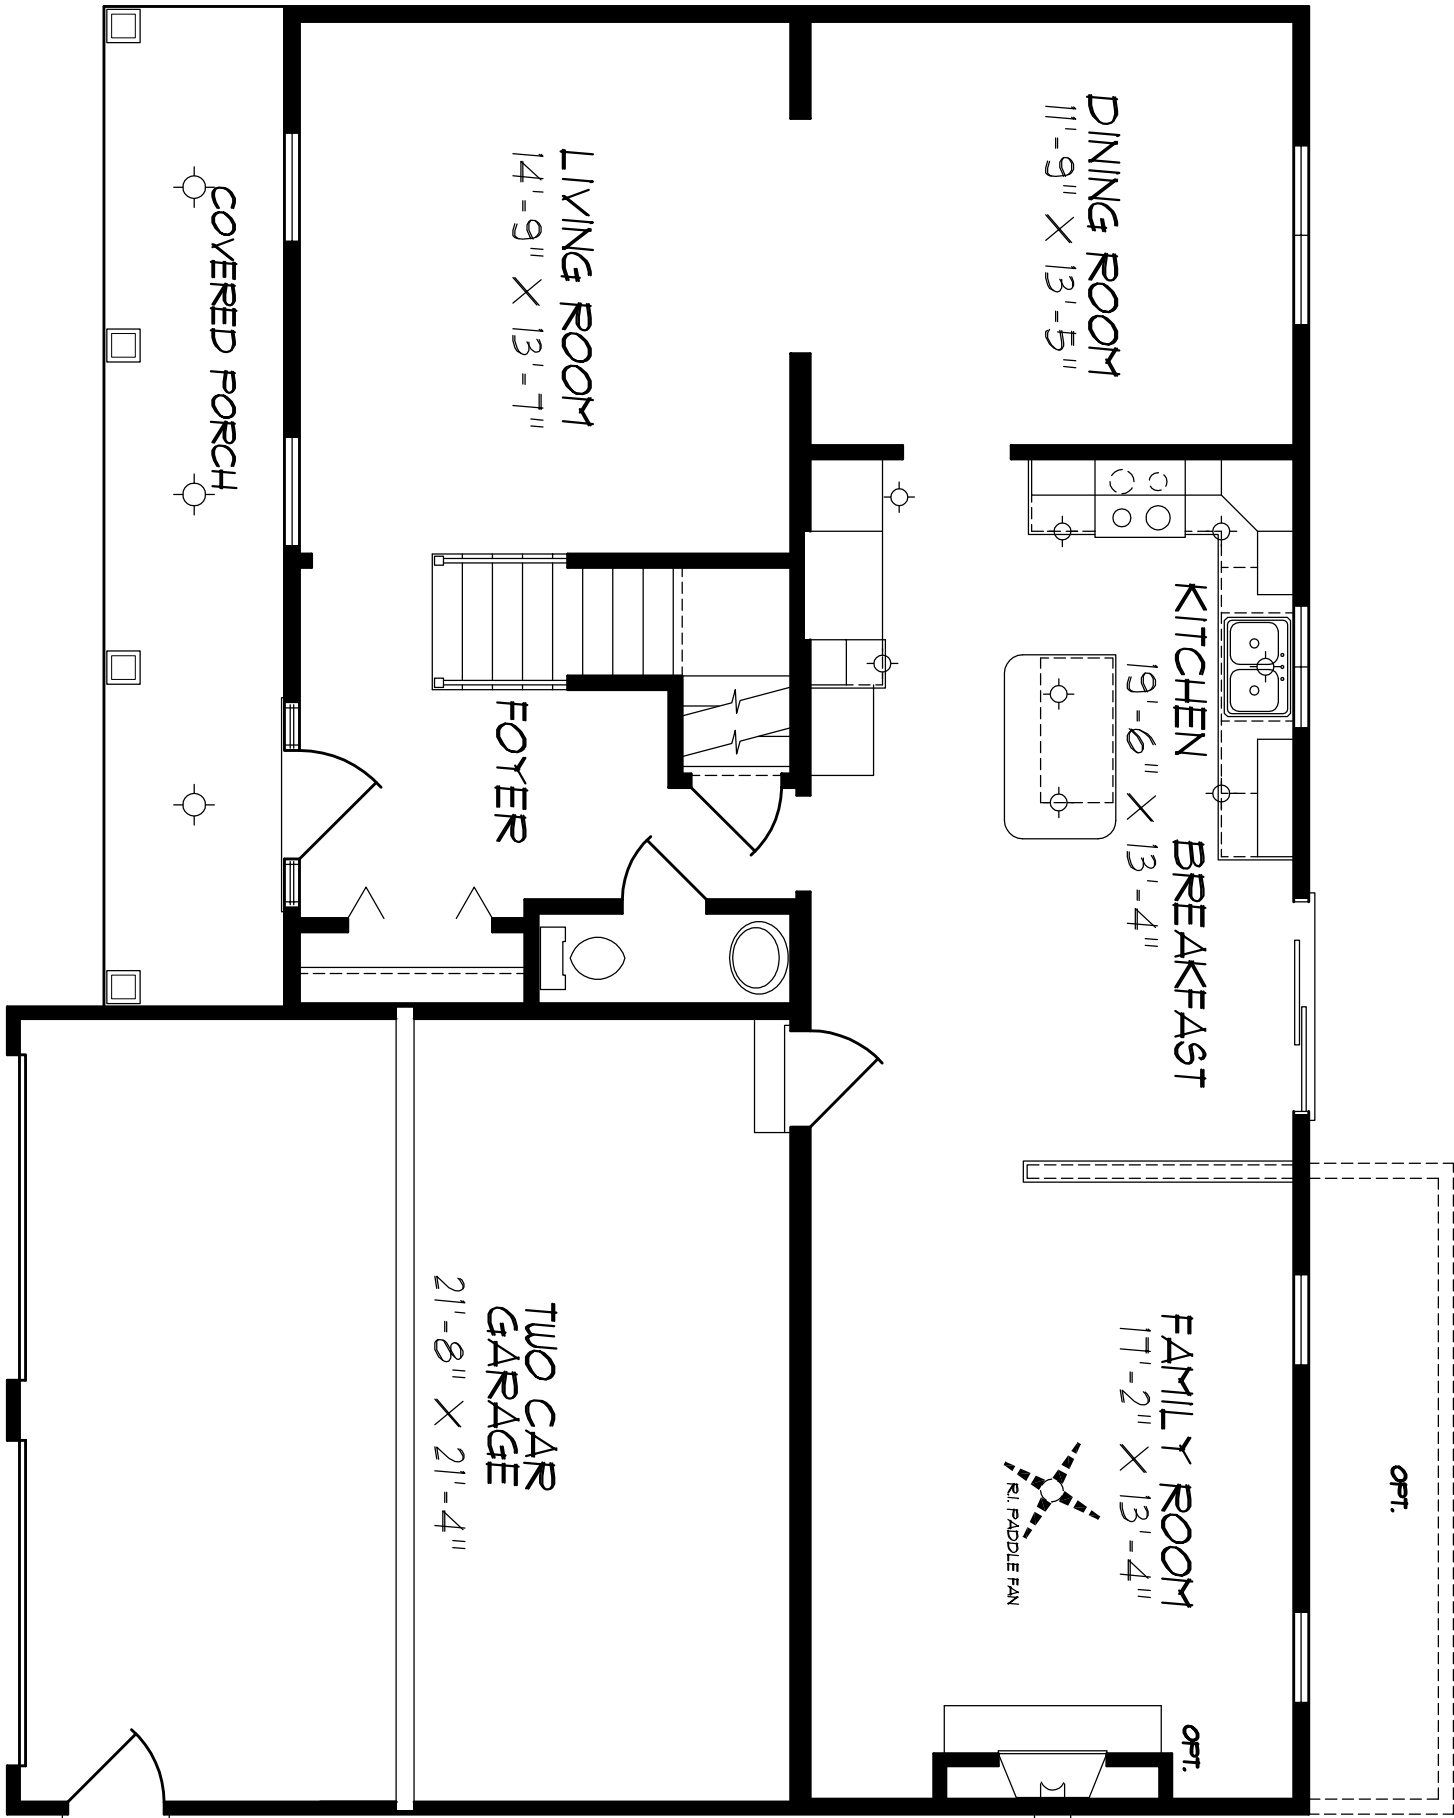 DINING ROOM
11'-9" X 13'-5"
KITCHEN BREAKFAST
19'-6" X 13'-4"
FAMILY ROOM
17'-2" X 13'-4"
R.I. PADDLE FAN
OPT.
OPT.
LIVING ROOM
14'-9" X 13'-7"
FOYER
TWO CAR
GARAGE
21'-8" X 21'-4"
COVERED PORCH